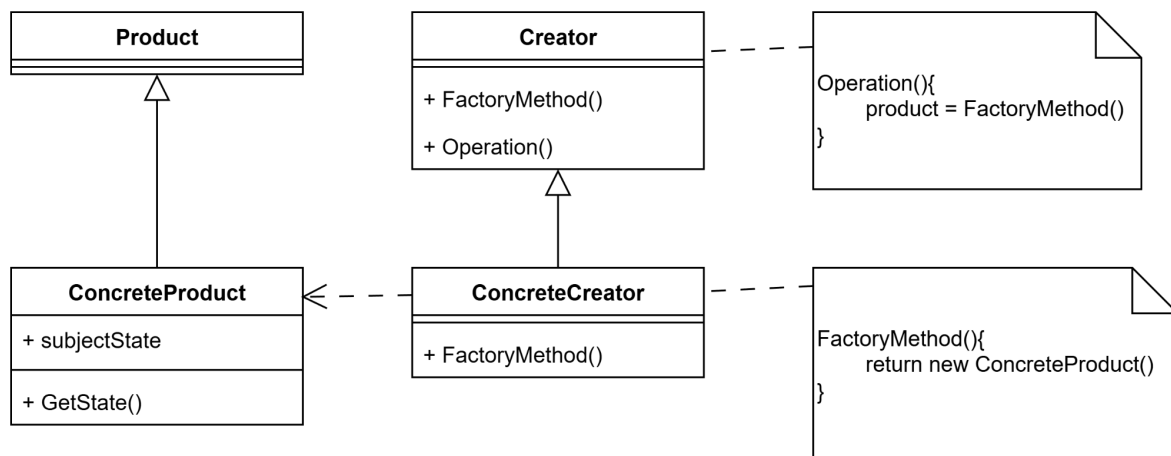 Product
Creator
+ FactoryMethod()
+ Operation()
Operation(){
product = FactoryMethod()
}
ConcreteProduct
+ subjectState
+ GetState()
ConcreteCreator
+ FactoryMethod()
FactoryMethod(){
return new ConcreteProduct()
}